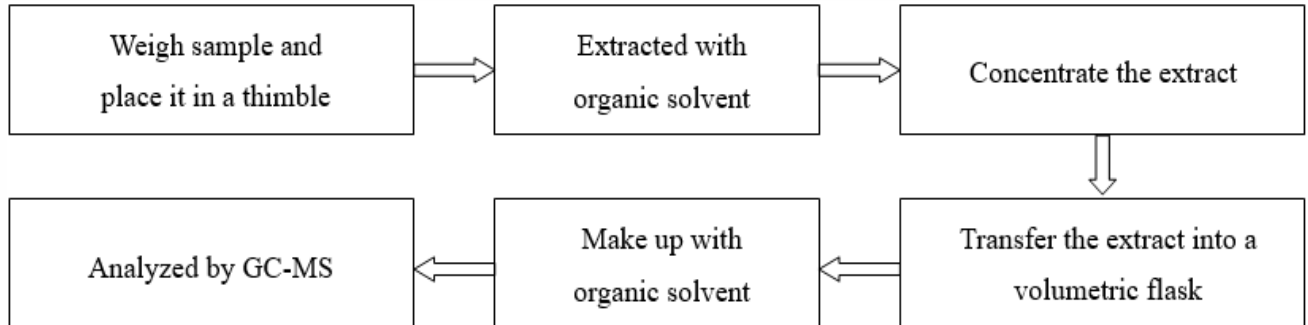 Weigh sample and
place it in a thimble
Extracted with
organic solvent
Concentrate the extract
Transfer the extract into a
volumetric flask
Make up with
organic solvent
Analyzed by GC-MS